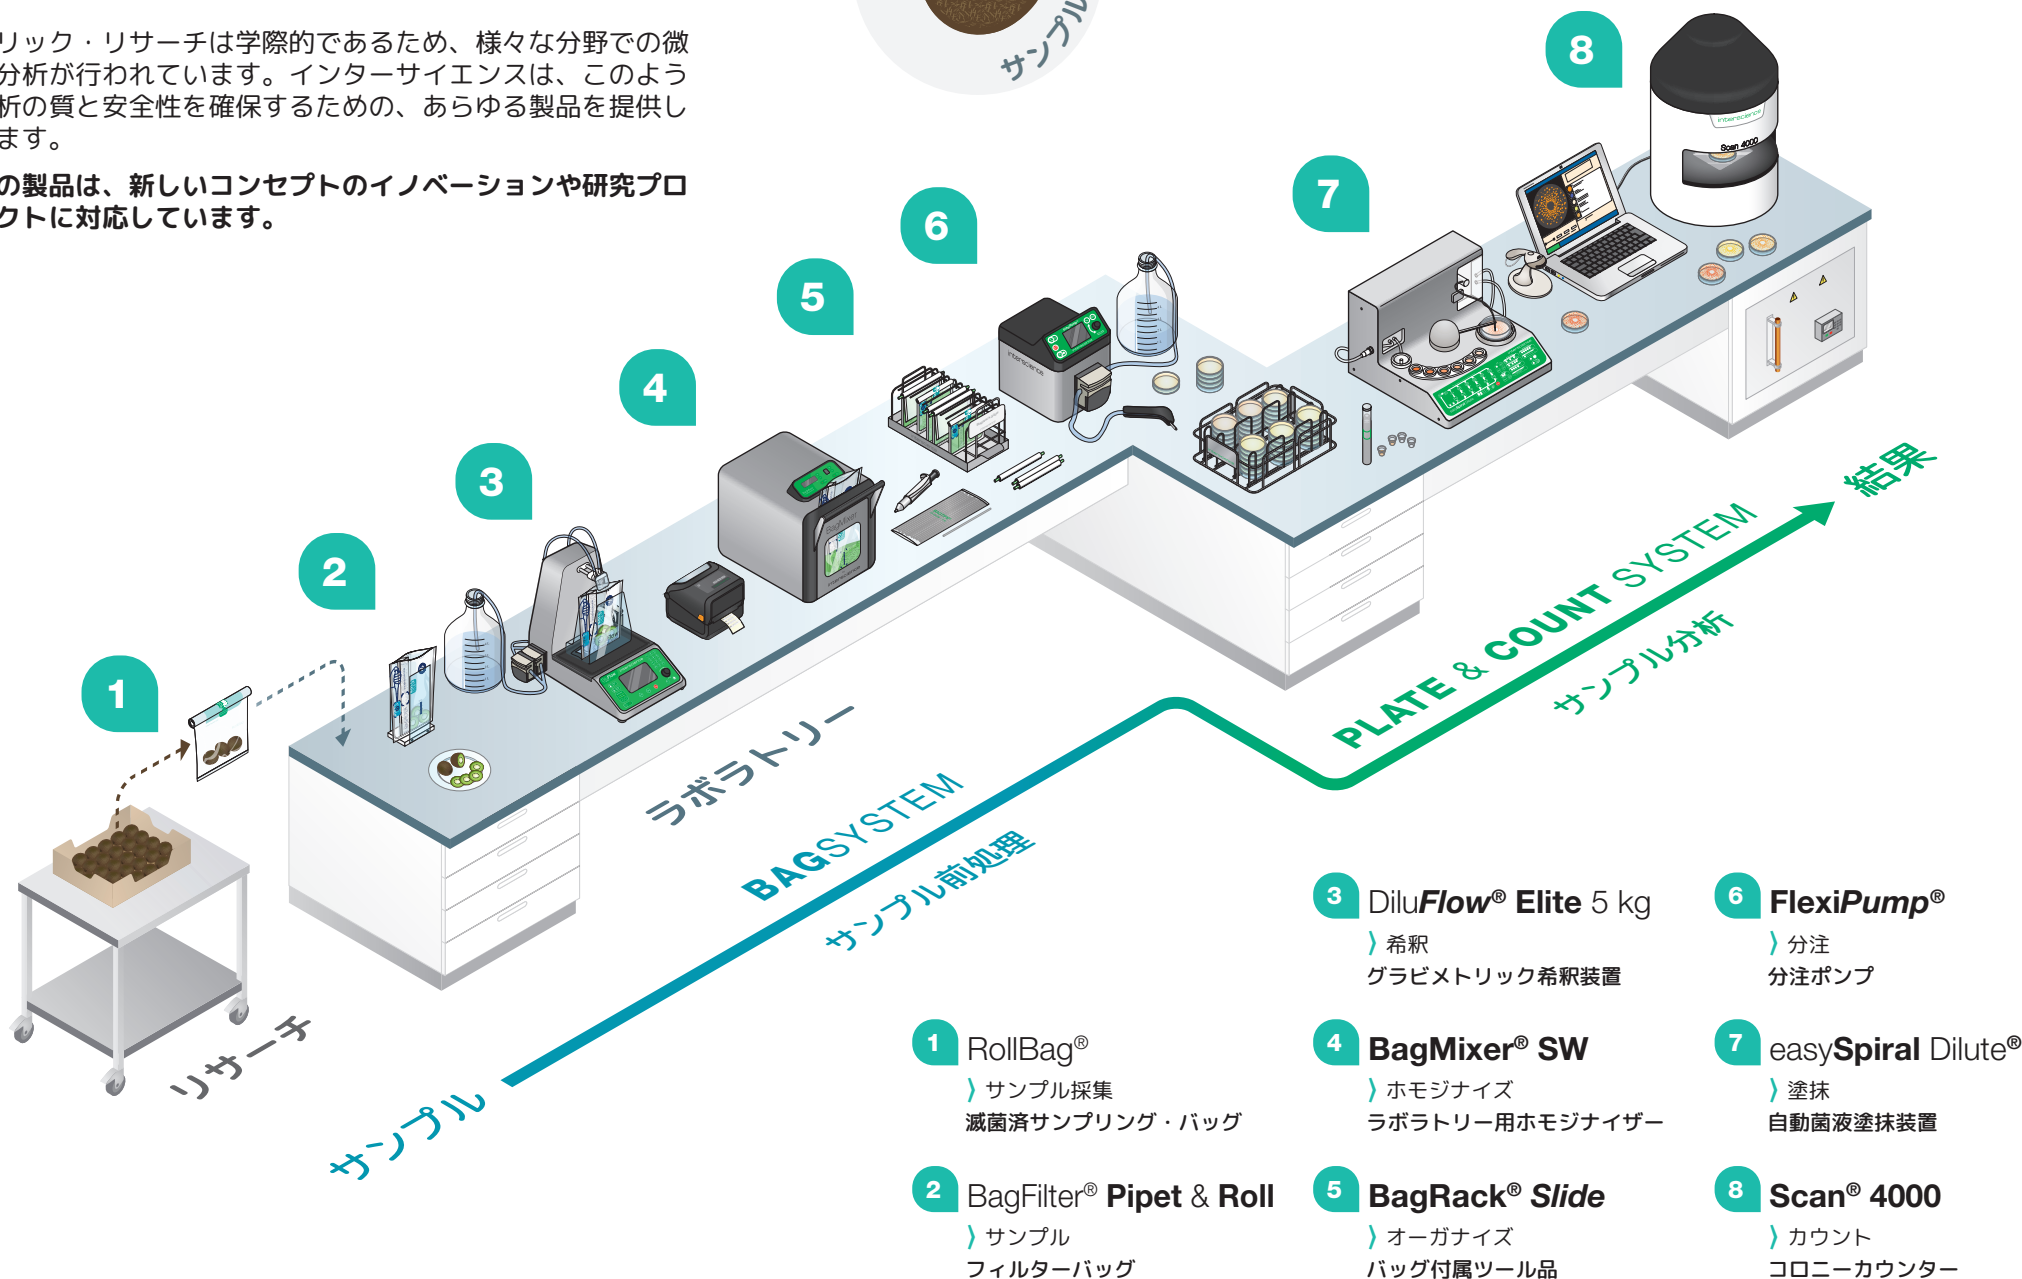 リック・リサーチは学際的であるため、様々な分野での微
分析が行われています。インターサイエンスは、このよう
析の質と安全性を確保するための、あらゆる製品を提供し
ます。
の製品は、新しいコンセプトのイノベーションや研究プロ
クトに対応しています。
サンプル
8
7
6
5
4
3
2
1
interscience
Scan 4000
interscience
BagMixer
interscience
結果
PLATE & COUNT SYSTEM
サンプル分析
ラボラトリー
BAGSYSTEM
サンプル前処理
リサーチ
サンプル
1 RollBag®
⟩ サンプル採集
滅菌済サンプリング・バッグ
2 BagFilter® Pipet & Roll
⟩ サンプル
フィルターバッグ
3 DiluFlow® Elite 5 kg
⟩ 希釈
グラビメトリック希釈装置
4 BagMixer® SW
⟩ ホモジナイズ
ラボラトリー用ホモジナイザー
5 BagRack® Slide
⟩ オーガナイズ
バッグ付属ツール品
6 FlexiPump®
⟩ 分注
分注ポンプ
7 easySpiral Dilute®
⟩ 塗抹
自動菌液塗抹装置
8 Scan® 4000
⟩ カウント
コロニーカウンター